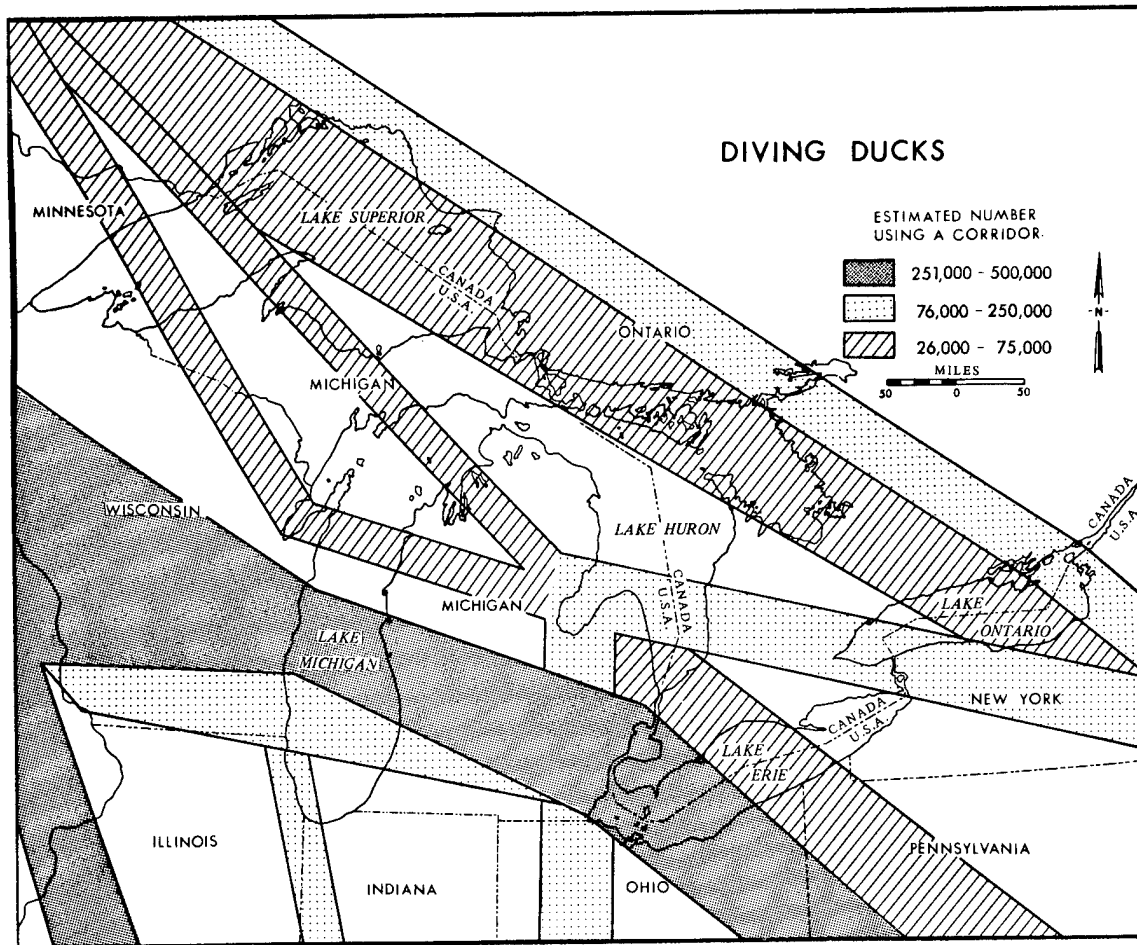 DIVING DUCKS
ESTIMATED NUMBER
USING A CORRIDOR
251,000 - 500,000
76,000 - 250,000
26,000 - 75,000
MILES
50 0 50
-N-
MINNESOTA
LAKE SUPERIOR
CANADA
U.S.A.
ONTARIO
MICHIGAN
WISCONSIN
LAKE HURON
CANADA
U.S.A.
CANADA
U.S.A.
MICHIGAN
LAKE
MICHIGAN
LAKE
ONTARIO
NEW YORK
CANADA
U.S.A.
LAKE
ERIE
ILLINOIS
INDIANA
OHIO
PENNSYLVANIA